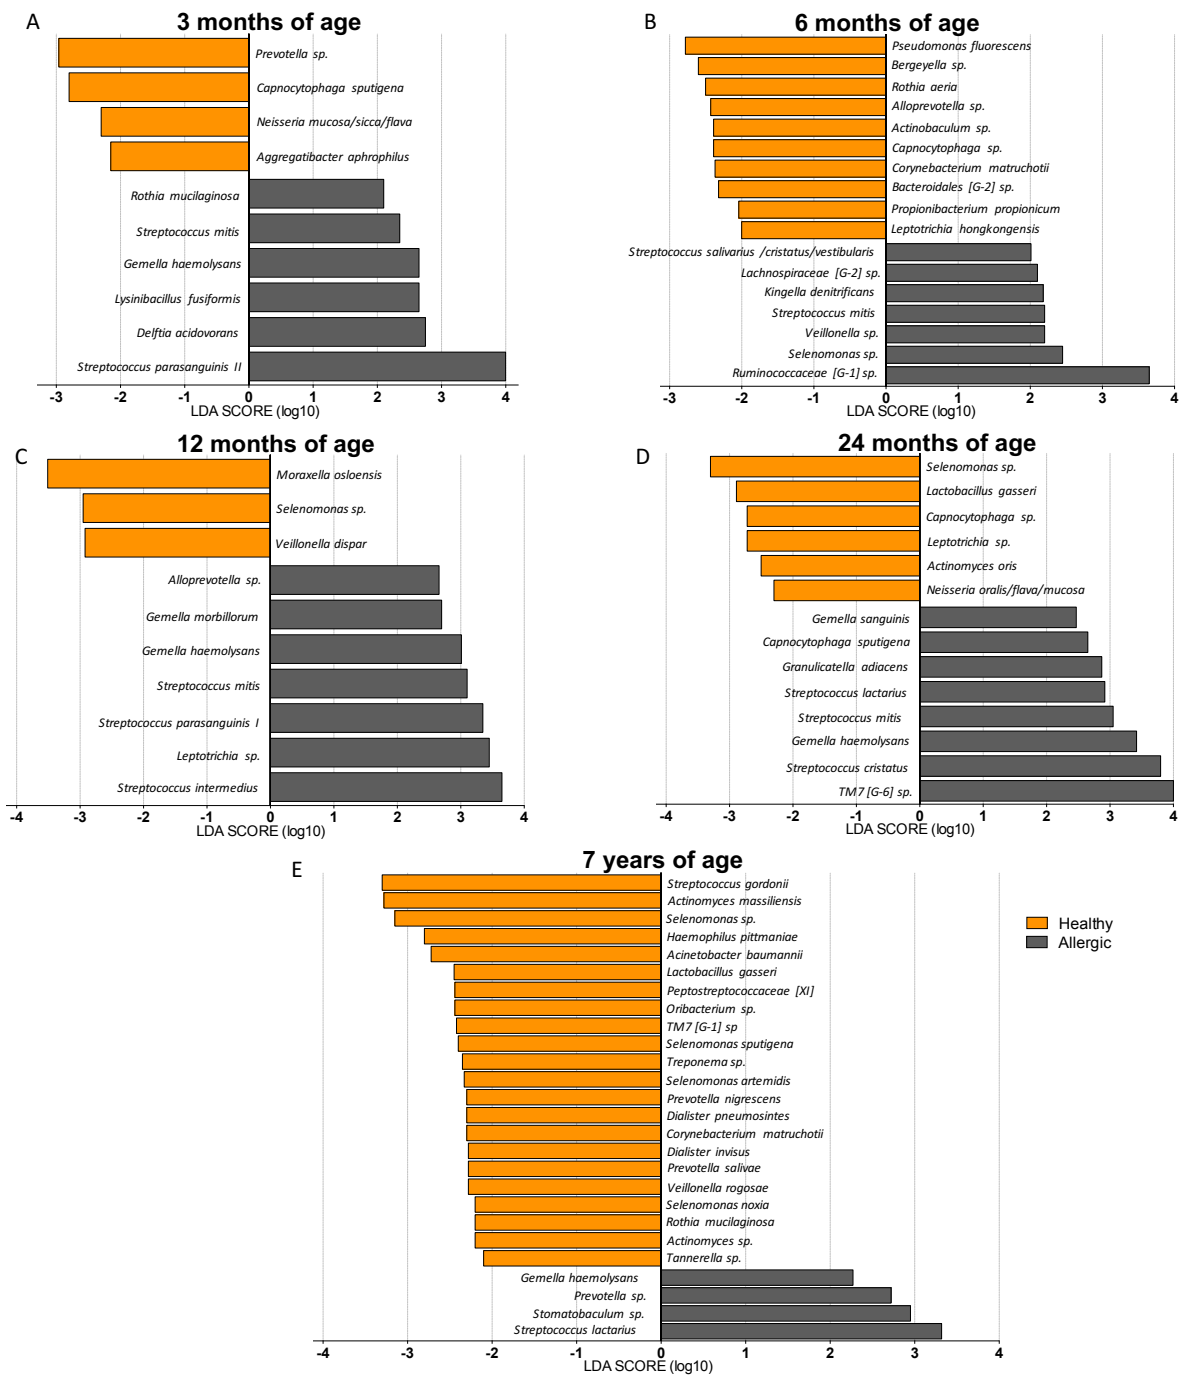 A
3 months of age
Prevotella sp.
Capnocytophaga sputigena
Neisseria mucosa/sicca/flava
Aggregatibacter aphrophilus
Rothia mucilaginosa
Streptococcus mitis
Gemella haemolysans
Lysinibacillus fusiformis
Delftia acidovorans
Streptococcus parasanguinis II
-3 -2 -1 0 1 2 3 4
LDA SCORE (log10)
B
6 months of age
Pseudomonas fluorescens
Bergeyella sp.
Rothia aeria
Alloprevotella sp.
Actinobaculum sp.
Capnocytophaga sp.
Corynebacterium matruchotii
Bacteroidales [G-2] sp.
Propionibacterium propionicum
Leptotrichia hongkongensis
Streptococcus salivarius /cristatus/vestibularis
Lachnospiraceae [G-2] sp.
Kingella denitrificans
Streptococcus mitis
Veillonella sp.
Selenomonas sp.
Ruminococcaceae [G-1] sp.
-3 -2 -1 0 1 2 3 4
LDA SCORE (log10)
C
12 months of age
Moraxella osloensis
Selenomonas sp.
Veillonella dispar
Alloprevotella sp.
Gemella morbillorum
Gemella haemolysans
Streptococcus mitis
Streptococcus parasanguinis I
Leptotrichia sp.
Streptococcus intermedius
-4 -3 -2 -1 0 1 2 3 4
LDA SCORE (log10)
D
24 months of age
Selenomonas sp.
Lactobacillus gasseri
Capnocytophaga sp.
Leptotrichia sp.
Actinomyces oris
Neisseria oralis/flava/mucosa
Gemella sanguinis
Capnocytophaga sputigena
Granulicatella adiacens
Streptococcus lactarius
Streptococcus mitis
Gemella haemolysans
Streptococcus cristatus
TM7 [G-6] sp.
-4 -3 -2 -1 0 1 2 3 4
LDA SCORE (log10)
E
7 years of age
Streptococcus gordonii
Actinomyces massiliensis
Selenomonas sp.
Haemophilus pittmaniae
Acinetobacter baumannii
Lactobacillus gasseri
Peptostreptococcaceae [XI]
Oribacterium sp.
TM7 [G-1] sp
Selenomonas sputigena
Treponema sp.
Selenomonas artemidis
Prevotella nigrescens
Dialister pneumosintes
Corynebacterium matruchotii
Dialister invisus
Prevotella salivae
Veillonella rogosae
Selenomonas noxia
Rothia mucilaginosa
Actinomyces sp.
Tannerella sp.
Gemella haemolysans
Prevotella sp.
Stomatobaculum sp.
Streptococcus lactarius
-4 -3 -2 -1 0 1 2 3 4
LDA SCORE (log10)
Healthy
Allergic